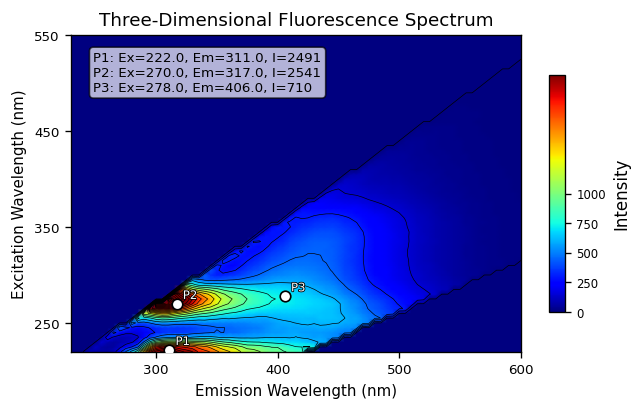 Three-Dimensional Fluorescence Spectrum
P1: Ex=222.0, Em=311.0, I=2491
P2: Ex=270.0, Em=317.0, I=2541
P3: Ex=278.0, Em=406.0, I=710
Excitation Wavelength (nm)
550
450
350
250
P1
P2
P3
300
400
500
600
Emission Wavelength (nm)
1000
750
500
250
0
Intensity